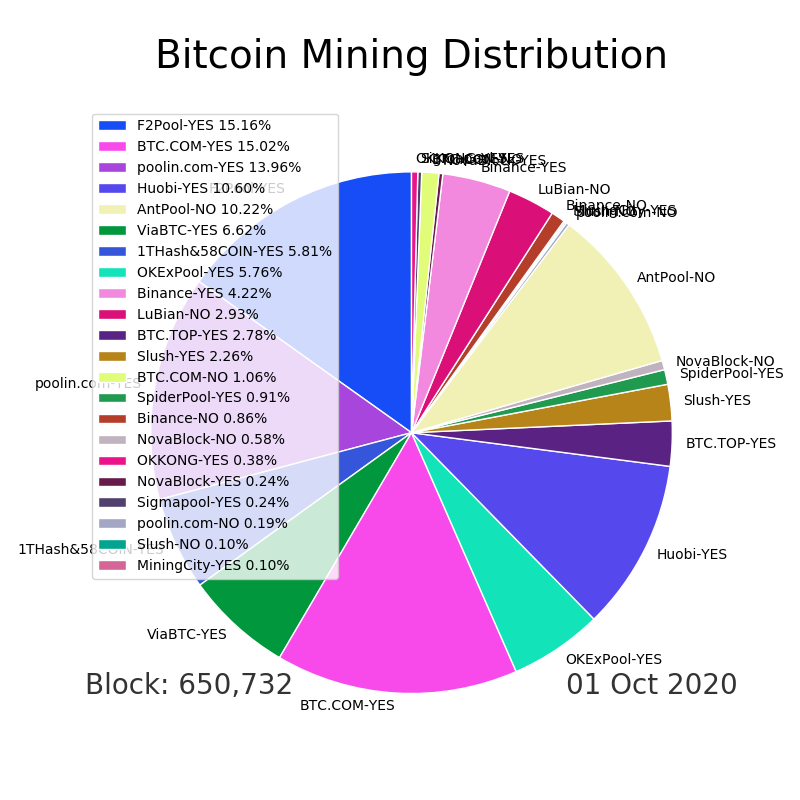 Bitcoin Mining Distribution
F2Pool-YES 15.16%
BTC.COM-YES 15.02%
poolin.com-YES 13.96%
Huobi-YES 10.60%
AntPool-NO 10.22%
ViaBTC-YES 6.62%
1THash&58COIN-YES 5.81%
OKExPool-YES 5.76%
Binance-YES 4.22%
LuBian-NO 2.93%
BTC.TOP-YES 2.78%
Slush-YES 2.26%
BTC.COM-NO 1.06%
SpiderPool-YES 0.91%
Binance-NO 0.86%
NovaBlock-NO 0.58%
OKKONG-YES 0.38%
NovaBlock-YES 0.24%
Sigmapool-YES 0.24%
poolin.com-NO 0.19%
Slush-NO 0.10%
MiningCity-YES 0.10%
Binance-YES
LuBian-NO
Binance-NO
poolin.com-NO
AntPool-NO
NovaBlock-NO
SpiderPool-YES
Slush-YES
BTC.TOP-YES
Huobi-YES
OKExPool-YES
BTC.COM-YES
ViaBTC-YES
1THash&58COIN-YES
poolin.com-YES
Block: 650,732
01 Oct 2020